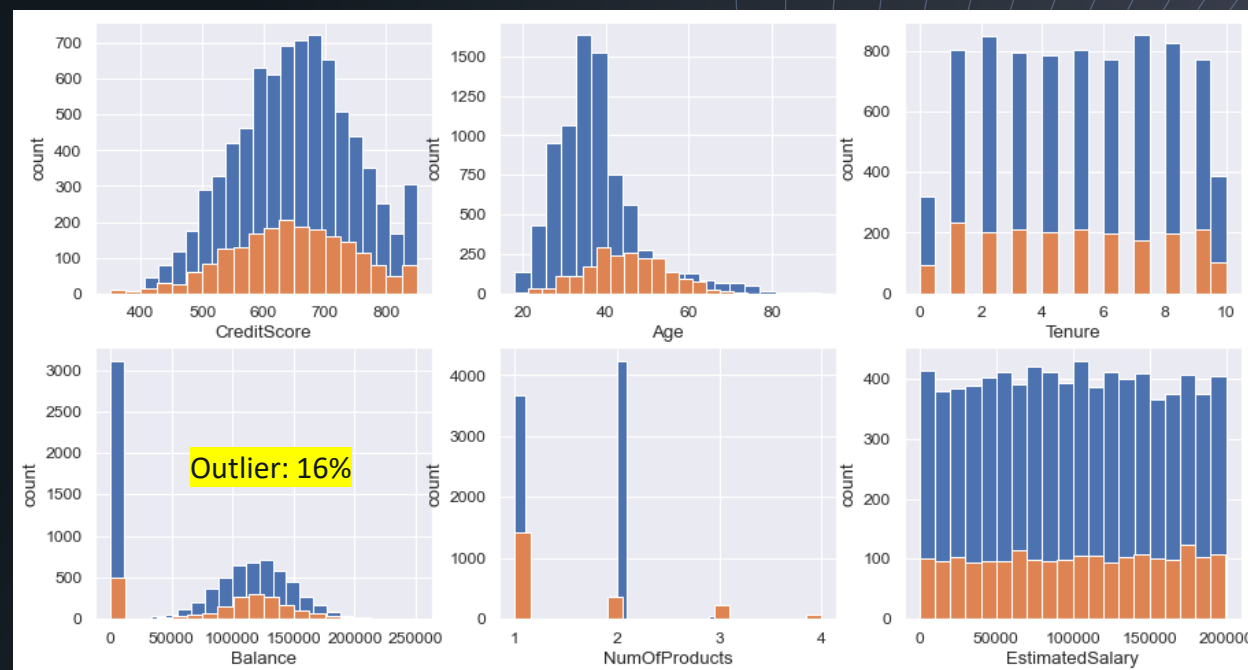 700
600
500
400
300
200
100
0
count
400 500 600 700 800
CreditScore
1500
1250
1000
750
500
250
0
count
20 40 60 80
Age
800
600
400
200
0
count
0 2 4 6 8 10
Tenure
3000
2500
2000
1500
1000
500
0
count
Outlier: 16%
0 50000 100000 150000 200000 250000
Balance
4000
3000
2000
1000
0
count
1 2 3 4
NumOfProducts
400
300
200
100
0
count
0 50000 100000 150000 200000
EstimatedSalary